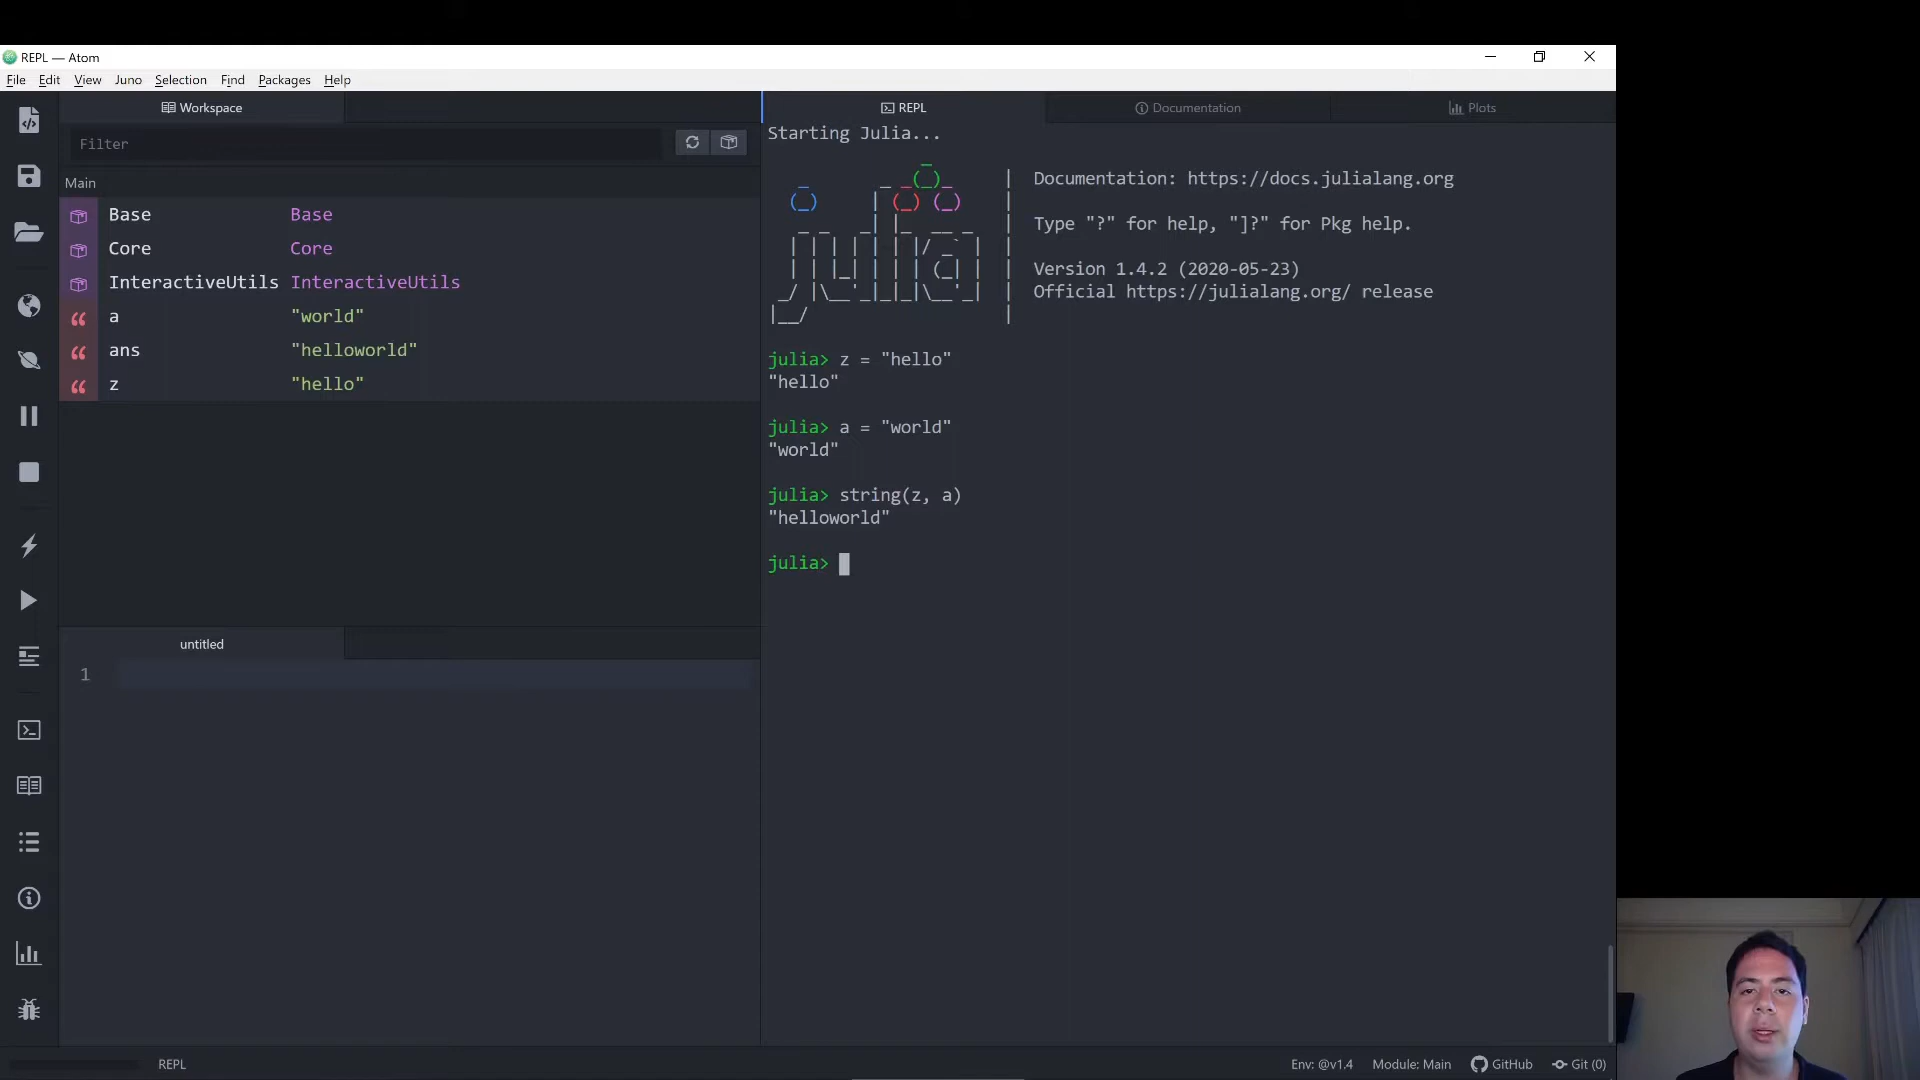 REPL — Atom
File Edit View Juno Selection Find Packages Help
Workspace
Filter
Main
Base Base
Core Core
InteractiveUtils InteractiveUtils
a "world"
ans "helloworld"
z "hello"
untitled
1
REPL Documentation Plots
Starting Julia...
Documentation: https://docs.julialang.org
Type "?" for help, "]?" for Pkg help.
Version 1.4.2 (2020-05-23)
Official https://julialang.org/ release
julia> z = "hello"
"hello"
julia> a = "world"
"world"
julia> string(z, a)
"helloworld"
julia>
REPL Env: @v1.4 Module: Main GitHub Git (0)